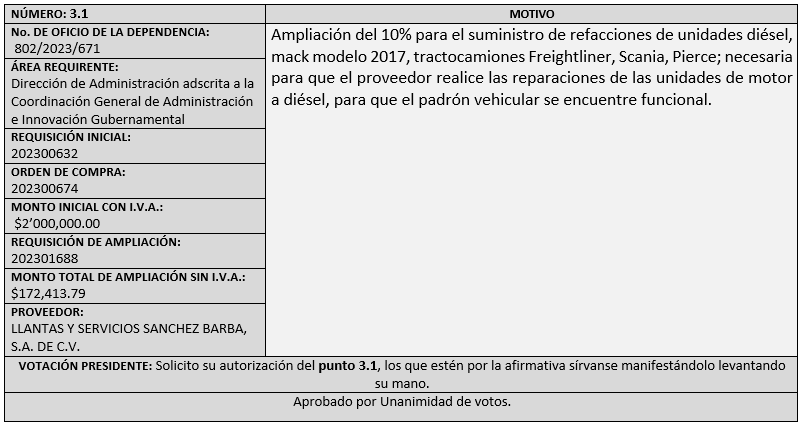 NÚMERO: 3.1
No. DE OFICIO DE LA DEPENDENCIA:
802/2023/671
ÁREA REQUIRENTE:
Dirección de Administración adscrita a la
Coordinación General de Administración
e Innovación Gubernamental
REQUISICIÓN INICIAL:
202300632
ORDEN DE COMPRA:
202300674
MONTO INICIAL CON I.V.A.:
$2’000,000.00
REQUISICIÓN DE AMPLIACIÓN:
202301688
MONTO TOTAL DE AMPLIACIÓN SIN I.V.A.:
$172,413.79
PROVEEDOR:
LLANTAS Y SERVICIOS SANCHEZ BARBA,
S.A. DE C.V.
MOTIVO
Ampliación del 10% para el suministro de refacciones de unidades diésel,
mack modelo 2017, tractocamiones Freightliner, Scania, Pierce; necesaria
para que el proveedor realice las reparaciones de las unidades de motor
a diésel, para que el padrón vehicular se encuentre funcional.
VOTACIÓN PRESIDENTE: Solicito su autorización del punto 3.1, los que estén por la afirmativa sírvanse manifestándolo levantando
su mano.
Aprobado por Unanimidad de votos.